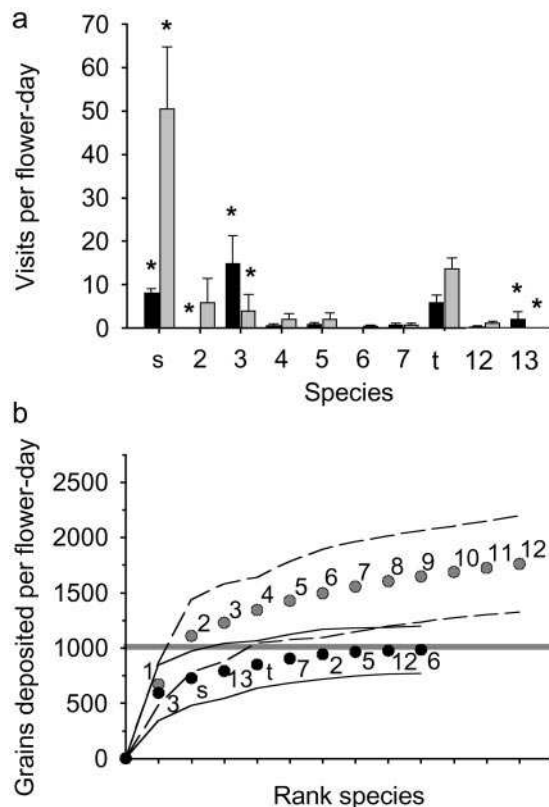 a
* 
70
60
50
40
30
20
10
0
* * * * * *
s 2 3 4 5 6 7 t 12 13
Species
Visits per flower-day
b
2500
2000
1500
1000
500
0
1 2 3 4 5 6 7 8 9 10 11 12
3 s 13 t 7 2 5 12 6
Rank species
Grains deposited per flower-day